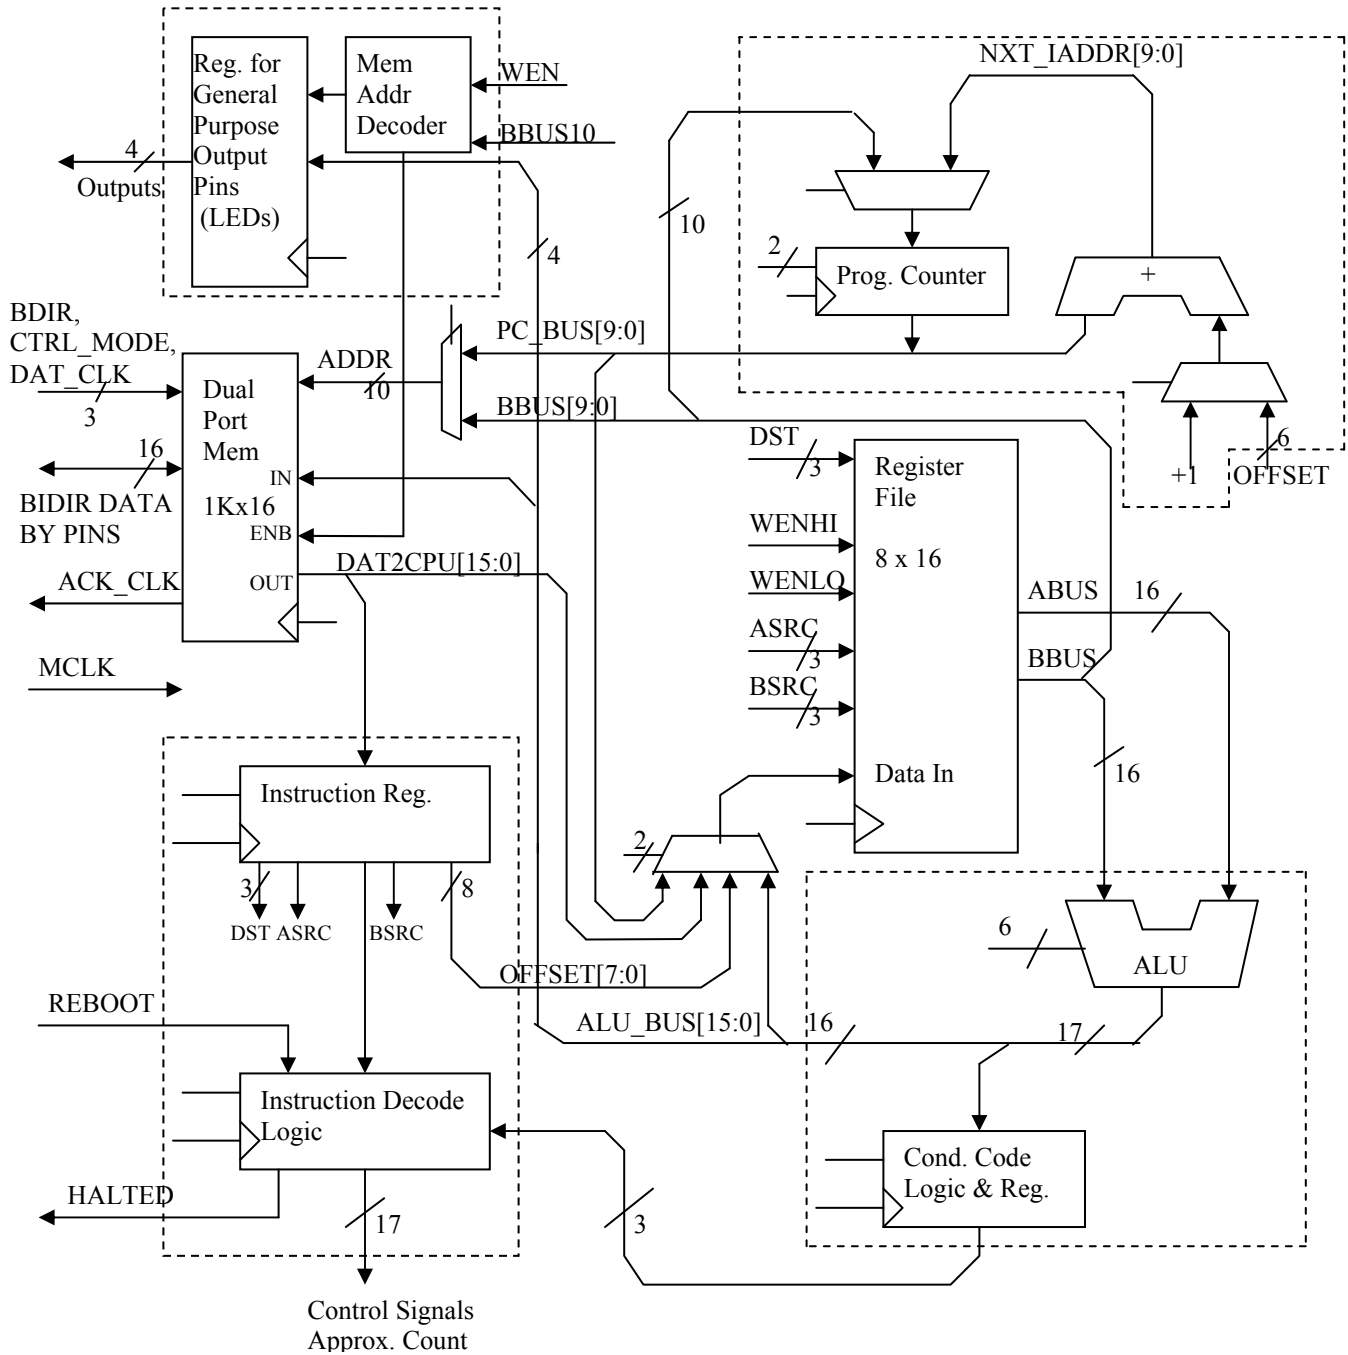 Reg. for
General
Purpose
Output
Pins
(LEDs)
Mem
Addr
Decoder
WEN
BBUS10
4
Outputs
4
NXT_IADDR[9:0]
10
2
Prog. Counter
+
+1
6
OFFSET
BDIR,
CTRL_MODE,
DAT_CLK
3
16
BIDIR DATA
BY PINS
ACK_CLK
MCLK
Dual
Port
Mem
1Kx16
IN
ENB
OUT
ADDR
10
PC_BUS[9:0]
BBUS[9:0]
DAT2CPU[15:0]
DST
3
WENHI
WENLO
ASRC
3
BSRC
3
Register
File
8 x 16
Data In
ABUS
16
BBUS
16
Instruction Reg.
3
8
DST ASRC
BSRC
2
OFFSET[7:0]
ALU_BUS[15:0]
16
17
6
ALU
REBOOT
Instruction Decode
Logic
HALTED
17
3
Cond. Code
Logic & Reg.
Control Signals
Approx. Count